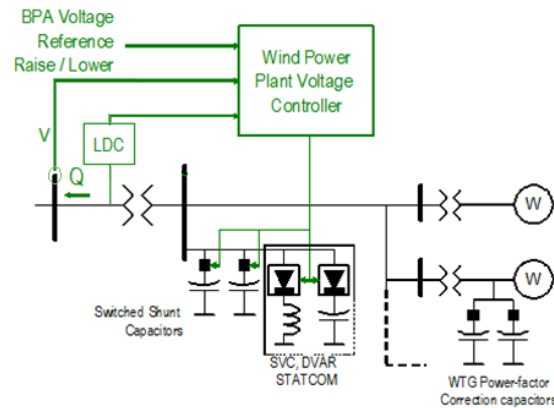 BPA Voltage
Reference
Raise / Lower
Wind Power
Plant Voltage
Controller
LDC
V
Q
W
W
Switched Shunt
Capacitors
SVC, DVAR
STATCOM
WTG Power-factor
Correction capacitors